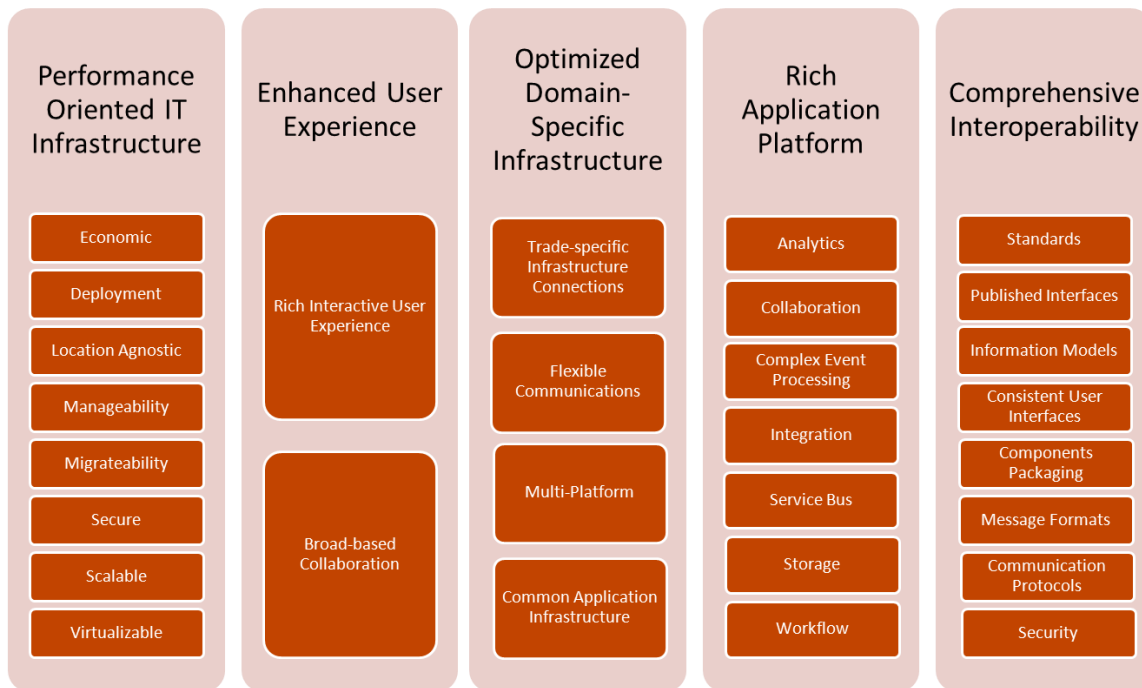 Performance
Oriented IT
Infrastructure
Economic
Deployment
Location Agnostic
Manageability
Migrateability
Secure
Scalable
Virtualizable
Enhanced User
Experience
Rich Interactive User
Experience
Broad-based
Collaboration
Optimized
Domain-
Specific
Infrastructure
Trade-specific
Infrastructure
Connections
Flexible
Communications
Multi-Platform
Common Application
Infrastructure
Rich
Application
Platform
Analytics
Collaboration
Complex Event
Processing
Integration
Service Bus
Storage
Workflow
Comprehensive
Interoperability
Standards
Published Interfaces
Information Models
Consistent User
Interfaces
Components
Packaging
Message Formats
Communication
Protocols
Security